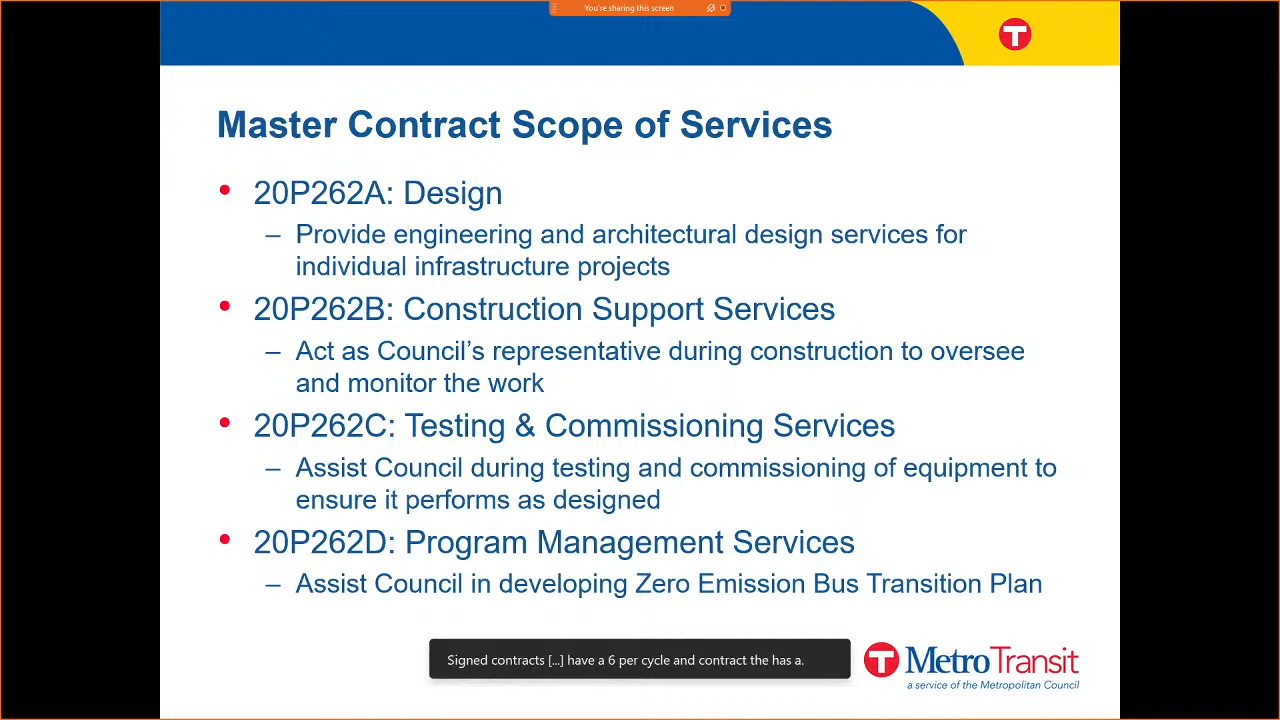 You're sharing this screen
T
Master Contract Scope of Services
• 20P262A: Design
– Provide engineering and architectural design services for
individual infrastructure projects
• 20P262B: Construction Support Services
– Act as Council’s representative during construction to oversee
and monitor the work
• 20P262C: Testing & Commissioning Services
– Assist Council during testing and commissioning of equipment to
ensure it performs as designed
• 20P262D: Program Management Services
– Assist Council in developing Zero Emission Bus Transition Plan
Signed contracts [...] have a 6 per cycle and contract the has a.
T MetroTransit
a service of the Metropolitan Council